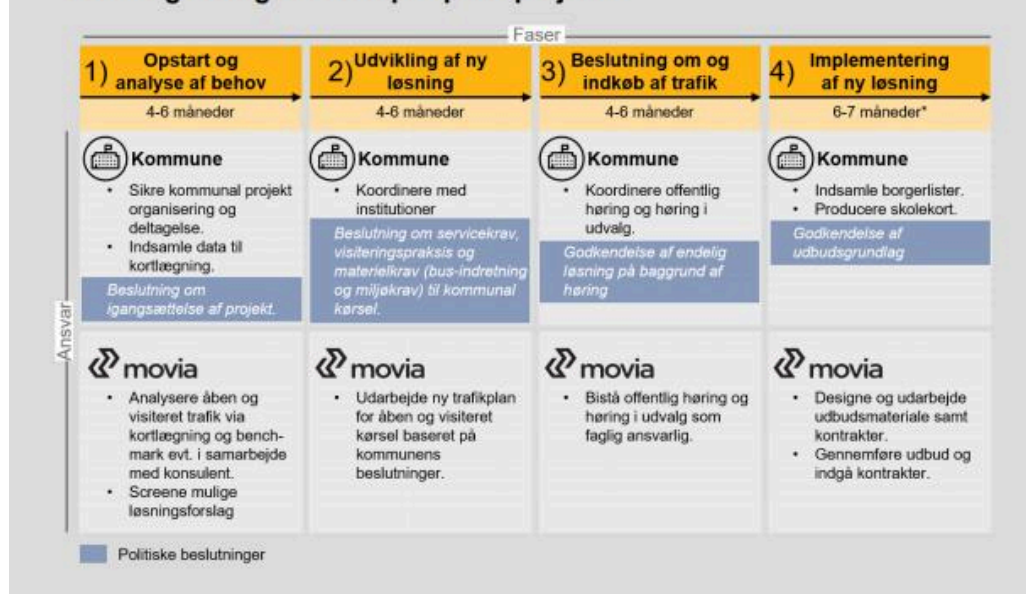 Faser
1) Opstart og
analyse af behov
4-6 måneder
2) Udvikling af ny
løsning
4-6 måneder
3) Beslutning om og
indkøb af trafik
4-6 måneder
4) Implementering
af ny løsning
6-7 måneder*
Ansvar
Kommune
• Sikre kommunal projekt
organisering og
deltagelse.
• Indsamle data til
kortlægning.
Beslutning om
igangsættelse af projekt.
Kommune
• Koordinere med
institutioner
Beslutning om servicekrav,
visiteringspraksis og
materielkrav (bus-indretning
og miljøkrav) til kommunal
kørsel.
Kommune
• Koordinere offentlig
høring og høring i
udvalg.
Godkendelse af endelig
løsning på baggrund af
høring
Kommune
• Indsamle borgerlister.
• Producere skolekort.
Godkendelse af
udbudsgrundlag
movia
• Analysere åben og
visiteret trafik via
kortlægning og bench-
mark evt. i samarbejde
med konsulent.
• Screene mulige
løsningsforslag
movia
• Udarbejde ny trafikplan
for åben og visiteret
kørsel baseret på
kommunens
beslutninger.
movia
• Bistå offentlig høring og
høring i udvalg som
faglig ansvarlig.
movia
• Designe og udarbejde
udbudsmateriale samt
kontrakter.
• Gennemføre udbud og
indgå kontrakter.
Politiske beslutninger